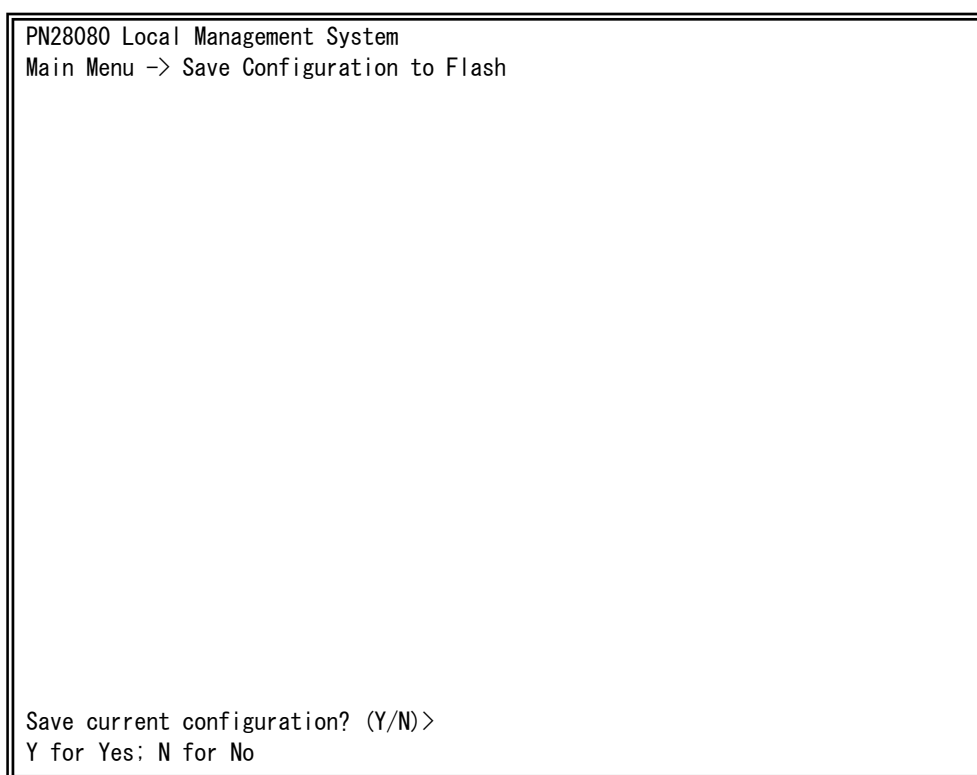 PN28080 Local Management System
Main Menu -> Save Configuration to Flash
Save current configuration? (Y/N)>
Y for Yes; N for No